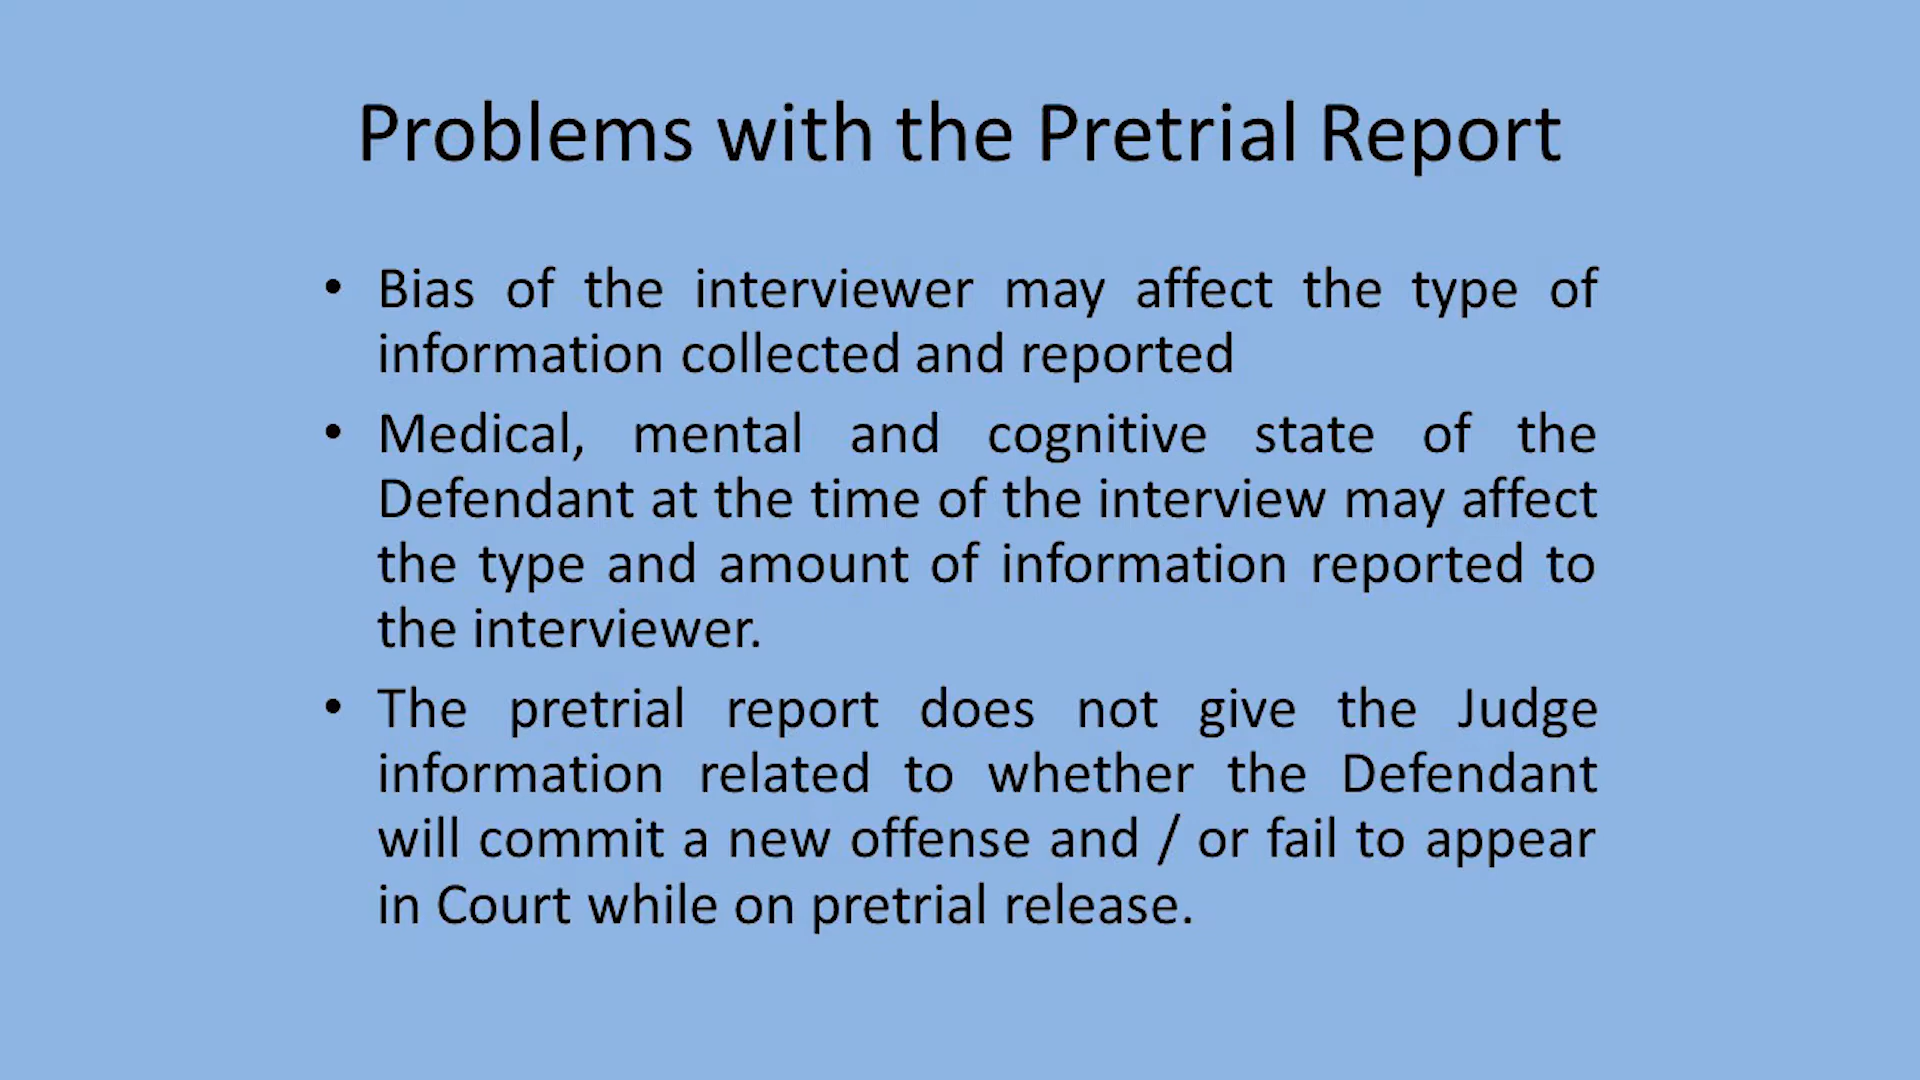 Problems with the Pretrial Report
• Bias of the interviewer may affect the type of
information collected and reported
• Medical, mental and cognitive state of the
Defendant at the time of the interview may affect
the type and amount of information reported to
the interviewer.
• The pretrial report does not give the Judge
information related to whether the Defendant
will commit a new offense and / or fail to appear
in Court while on pretrial release.